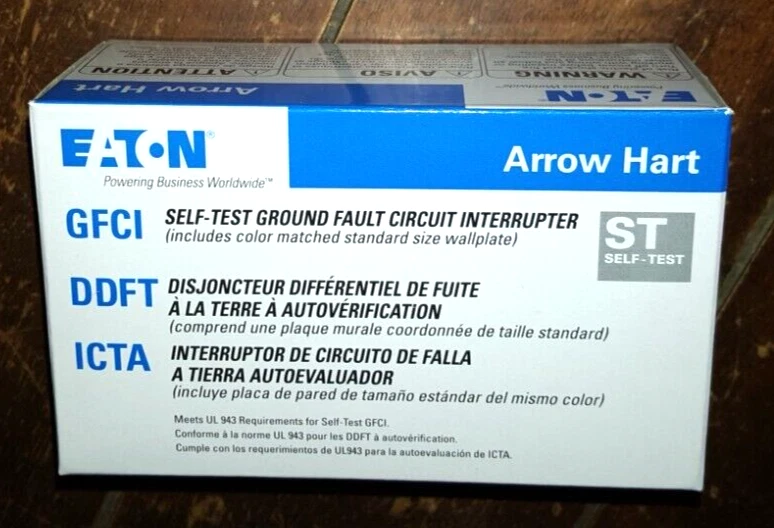 ATTENTION
AVISO
WARNING
Arrow Hart
EATON
Powering Business Worldwide™
EATON®
Powering Business Worldwide™
Arrow Hart
GFCI SELF-TEST GROUND FAULT CIRCUIT INTERRUPTER
(includes color matched standard size wallplate)
ST
SELF-TEST
DDFT DISJONCTEUR DIFFÉRENTIEL DE FUITE
À LA TERRE À AUTOVÉRIFICATION
(comprend une plaque murale coordonnée de taille standard)
ICTA INTERRUPTOR DE CIRCUITO DE FALLA
A TIERRA AUTOEVALUADOR
(incluye placa de pared de tamaño estándar del mismo color)
Meets UL 943 Requirements for Self-Test GFCI.
Conforme à la norme UL 943 pour les DDFT à autovérification.
Cumple con los requerimientos de UL943 para la autoevaluación de ICTA.